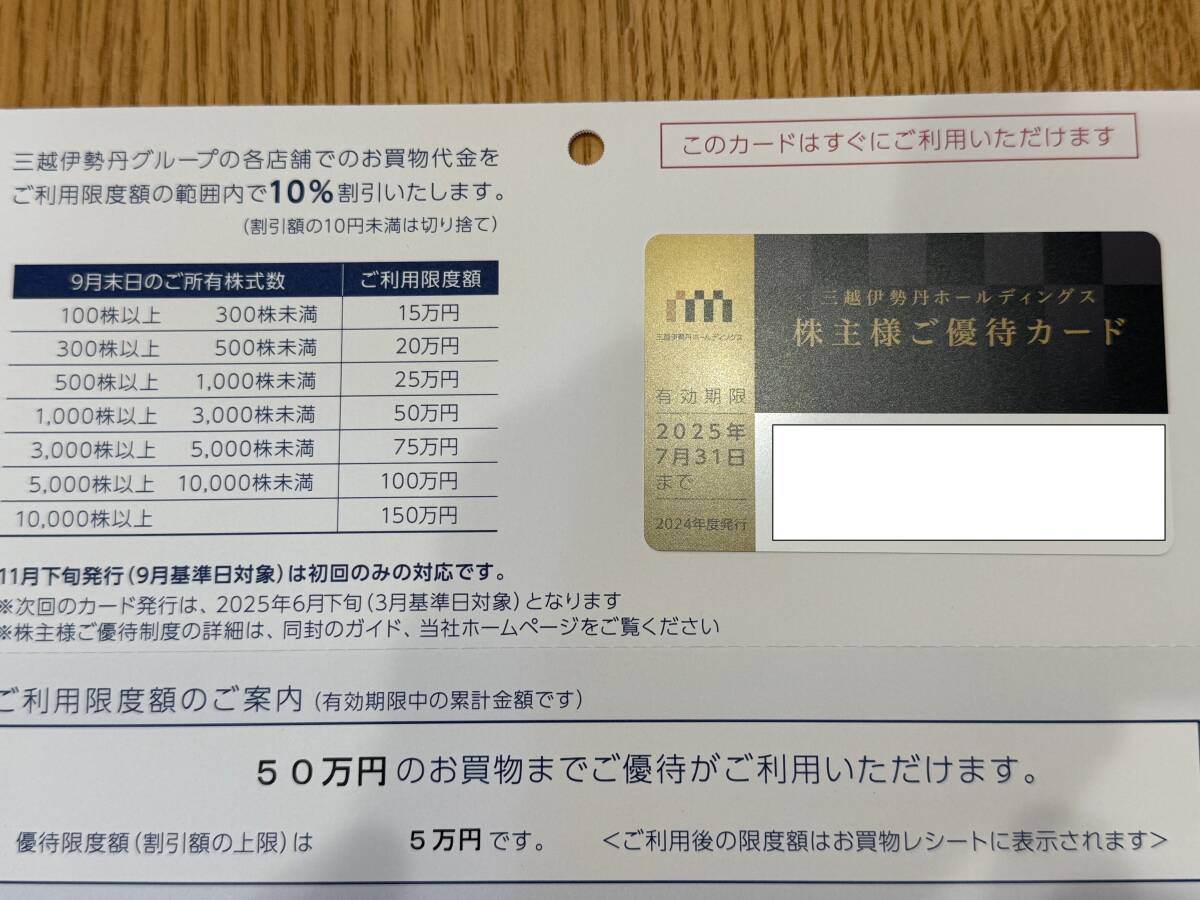 三越伊勢丹グループの各店舗でのお買物代金を
ご利用限度額の範囲内で10%割引いたします。
(割引額の10円未満は切り捨て)
9月末日のご所有株式数 ご利用限度額
100株以上 300株未満 15万円
300株以上 500株未満 20万円
500株以上 1,000株未満 25万円
1,000株以上 3,000株未満 50万円
3,000株以上 5,000株未満 75万円
5,000株以上 10,000株未満 100万円
10,000株以上 150万円
11月下旬発行(9月基準日対象)は初回のみの対応です。
※次回のカード発行は、2025年6月下旬(3月基準日対象)となります
※株主様ご優待制度の詳細は、同封のガイド、当社ホームページをご覧ください
このカードはすぐにご利用いただけます
三越伊勢丹ホールディングス
三越伊勢丹ホールディングス
株主様ご優待カード
有効期限
2025年
7月31日
まで
2024年度発行
ご利用限度額のご案内(有効期限中の累計金額です)
50万円のお買物までご優待がご利用いただけます。
優待限度額(割引額の上限)は 5万円です。 <ご利用後の限度額はお買物レシートに表示されます>